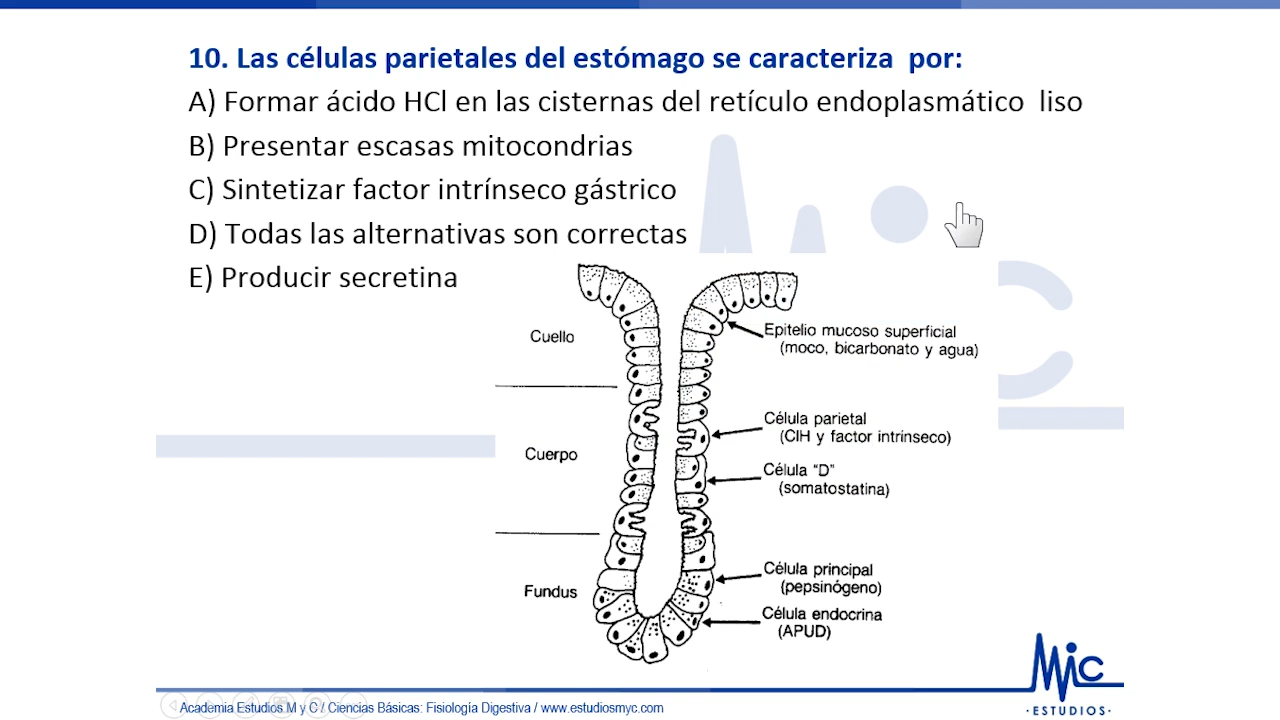 10. Las células parietales del estómago se caracteriza por:
A) Formar ácido HCl en las cisternas del retículo endoplasmático liso
B) Presentar escasas mitocondrias
C) Sintetizar factor intrínseco gástrico
D) Todas las alternativas son correctas
E) Producir secretina
Cuello
Epitelio mucoso superficial
(moco, bicarbonato y agua)
Célula parietal
(ClH y factor intrínseco)
Cuerpo
Célula "D"
(somatostatina)
Célula principal
(pepsinógeno)
Fundus
Célula endocrina
(APUD)
Mic
·ESTUDIOS·
Academia Estudios M y C / Ciencias Básicas: Fisiología Digestiva / www.estudiosmyc.com